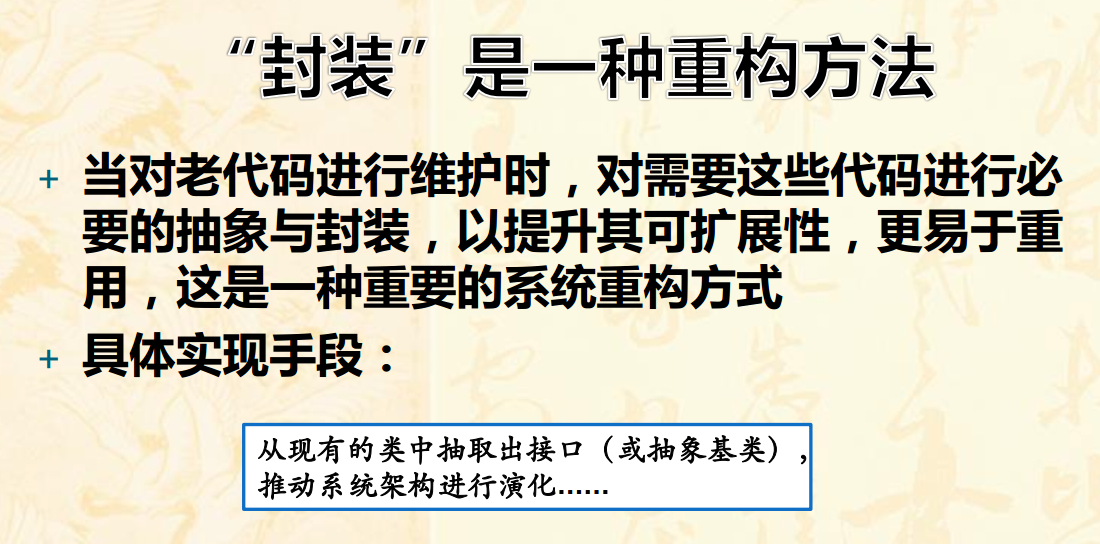 “封装”是一种重构方法
+ 当对老代码进行维护时，对需要这些代码进行必
要的抽象与封装，以提升其可扩展性，更易于重
用，这是一种重要的系统重构方式
+ 具体实现手段：
从现有的类中抽取出接口（或抽象基类），
推动系统架构进行演化......